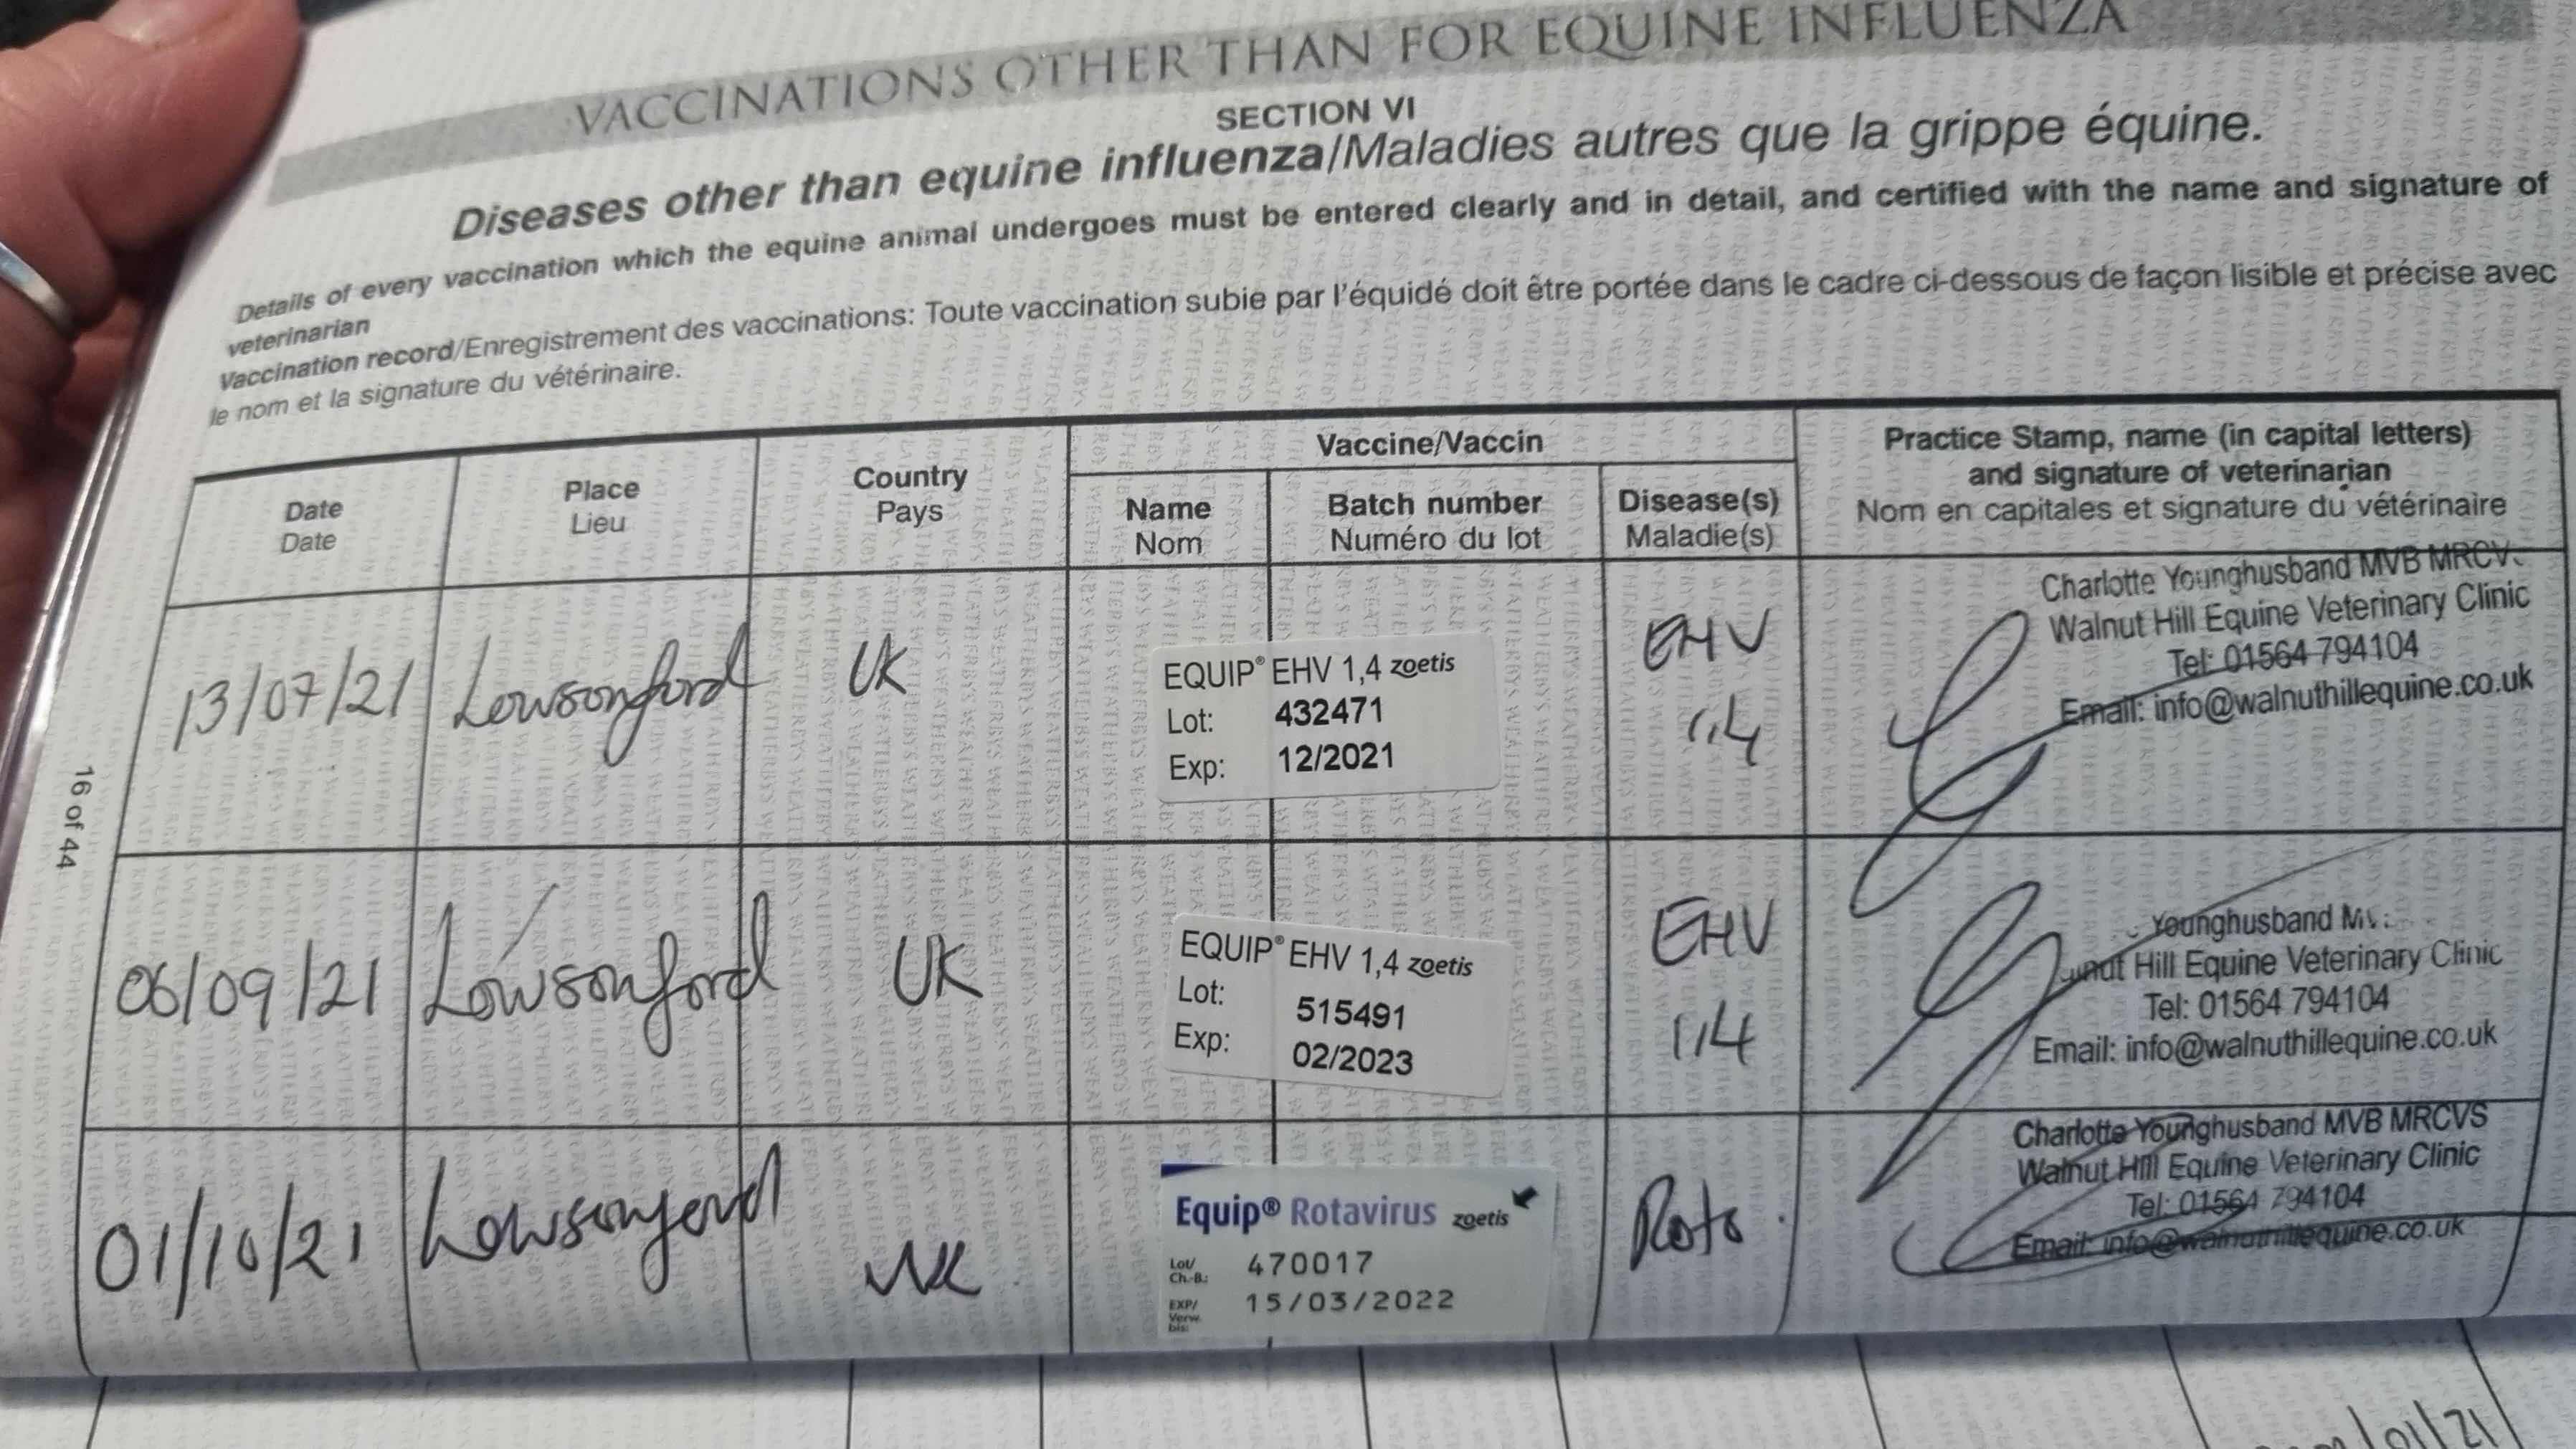 VACCINATIONS OTHER THAN FOR EQUINE INFLUENZA
SECTION VI
Diseases other than equine influenza/Maladies autres que la grippe équine.
Details of every vaccination which the equine animal undergoes must be entered clearly and in detail, and certified with the name and signature of
veterinarian
Vaccination record/Enregistrement des vaccinations: Toute vaccination subie par l'équidé doit être portée dans le cadre ci-dessous de façon lisible et précise avec
le nom et la signature du vétérinaire.
Date
Date
Place
Lieu
Country
Pays
Vaccine/Vaccin
Name
Nom
Batch number
Numéro du lot
Disease(s)
Maladie(s)
Practice Stamp, name (in capital letters)
and signature of veterinarian
Nom en capitales et signature du vétérinaire
13/07/21
Lowsonford
UK
EQUIP® EHV 1,4 zoetis
Lot: 432471
Exp: 12/2021
EHV
1,4
Charlotte Younghusband MVB MRCV
Walnut Hill Equine Veterinary Clinic
Tel: 01564 794104
Email: info@walnuthillequine.co.uk
06/09/21
Lowsonford
UK
EQUIP® EHV 1,4 zoetis
Lot: 515491
Exp: 02/2023
EHV
1,4
Younghusband
Hill Equine Veterinary Clinic
Tel: 01564 794104
Email: info@walnuthillequine.co.uk
01/10/21
Lowsonford
UK
Equip® Rotavirus zoetis
Lot/
Ch.-B.: 470017
EXP/
Verw.
bis: 15/03/2022
Rota.
Charlotte Younghusband MVB MRCVS
Walnut Hill Equine Veterinary Clinic
Tel: 01564 794104
Email: info@walnuthillequine.co.uk
16 of 44
/01/21